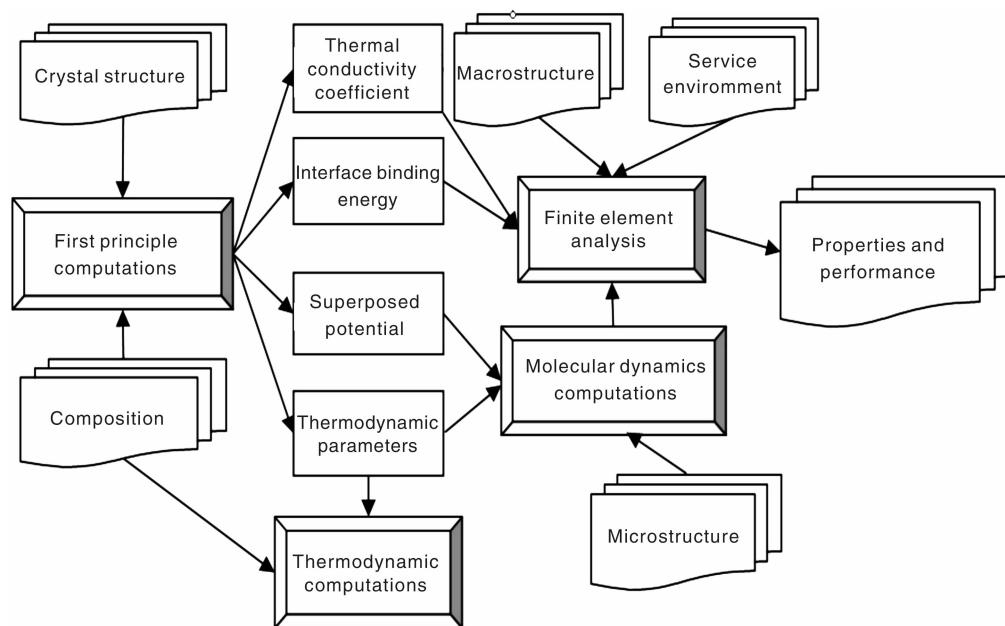 Crystal structure
Thermal
conductivity
coefficient
Macrostructure
Service
enviromment
Interface binding
energy
First principle
computations
Finite element
analysis
Properties and
performance
Superposed
potential
Molecular dynamics
computations
Composition
Thermodynamic
parameters
Microstructure
Thermodynamic
computations